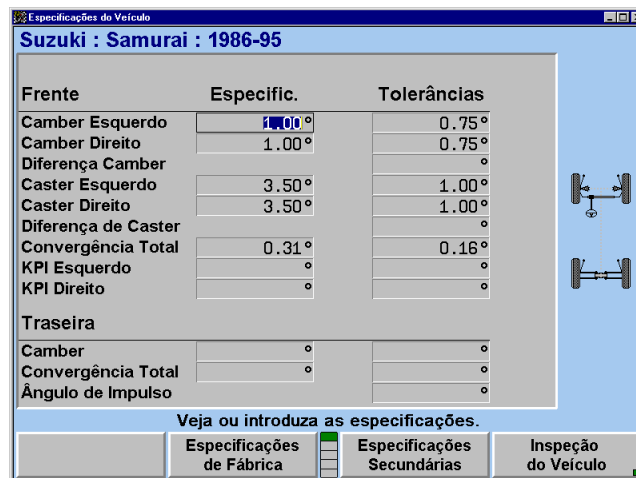 Especificações do Veículo
Suzuki : Samurai : 1986-95
Frente Especific. Tolerâncias
Camber Esquerdo 1.00° 0.75°
Camber Direito 1.00° 0.75°
Diferença Camber °
Caster Esquerdo 3.50° 1.00°
Caster Direito 3.50° 1.00°
Diferença de Caster °
Convergência Total 0.31° 0.16°
KPI Esquerdo ° °
KPI Direito ° °
Traseira
Camber ° °
Convergência Total ° °
Ângulo de Impulso °
Veja ou introduza as especificações.
Especificações Especificações Inspeção
de Fábrica Secundárias do Veículo